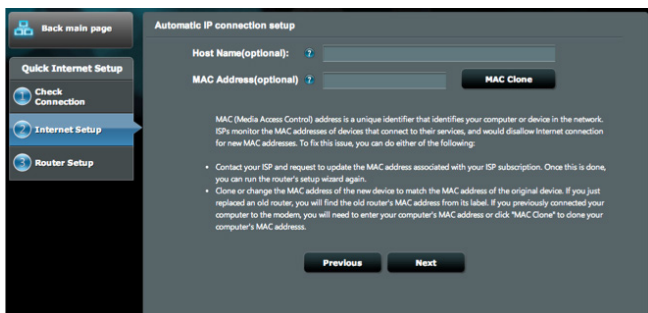 Back main page
Automatic IP connection setup
Host Name(optional):
?
Quick Internet Setup
MAC Address(optional)
?
MAC Clone
1
Check
Connection
2
Internet Setup
3
Router Setup
MAC (Media Access Control) address is a unique identifier that identifies your computer or device in the network.
ISPs monitor the MAC addresses of devices that connect to their services, and would disallow Internet connection
for new MAC addresses. To fix this issue, you can do either of the following:
• Contact your ISP and request to update the MAC address associated with your ISP subscription. Once this is done,
you can run the router's setup wizard again.
• Clone or change the MAC address of the new device to match the MAC address of the original device. If you just
replaced an old router, you will find the old router's MAC address from its label. If you previously connected your
computer to the modem, you will need to enter your computer's MAC address or click "MAC Clone" to clone your
computer's MAC addresss.
Previous
Next